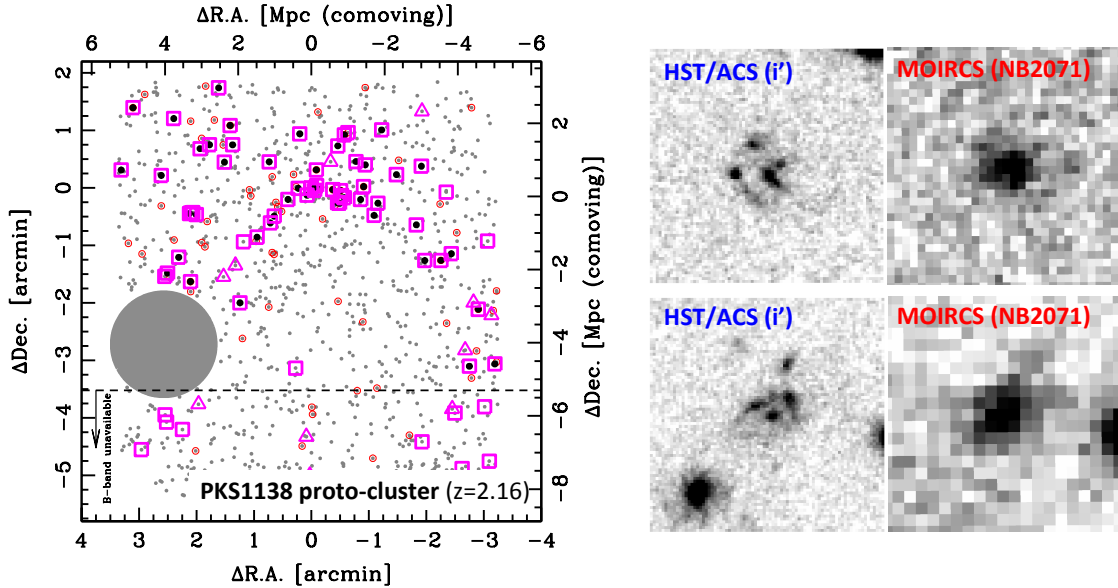 ΔR.A. [Mpc (comoving)]
6 4 2 0 −2 −4 −6
2
1
0
−1
−2
−3
−4
−5
ΔDec. [arcmin]
2
0
−2
−4
−6
−8
ΔDec. [Mpc (comoving)]
B-band unavailable
PKS1138 proto-cluster (z=2.16)
4 3 2 1 0 −1 −2 −3 −4
ΔR.A. [arcmin]
HST/ACS (i’)
MOIRCS (NB2071)
HST/ACS (i’)
MOIRCS (NB2071)